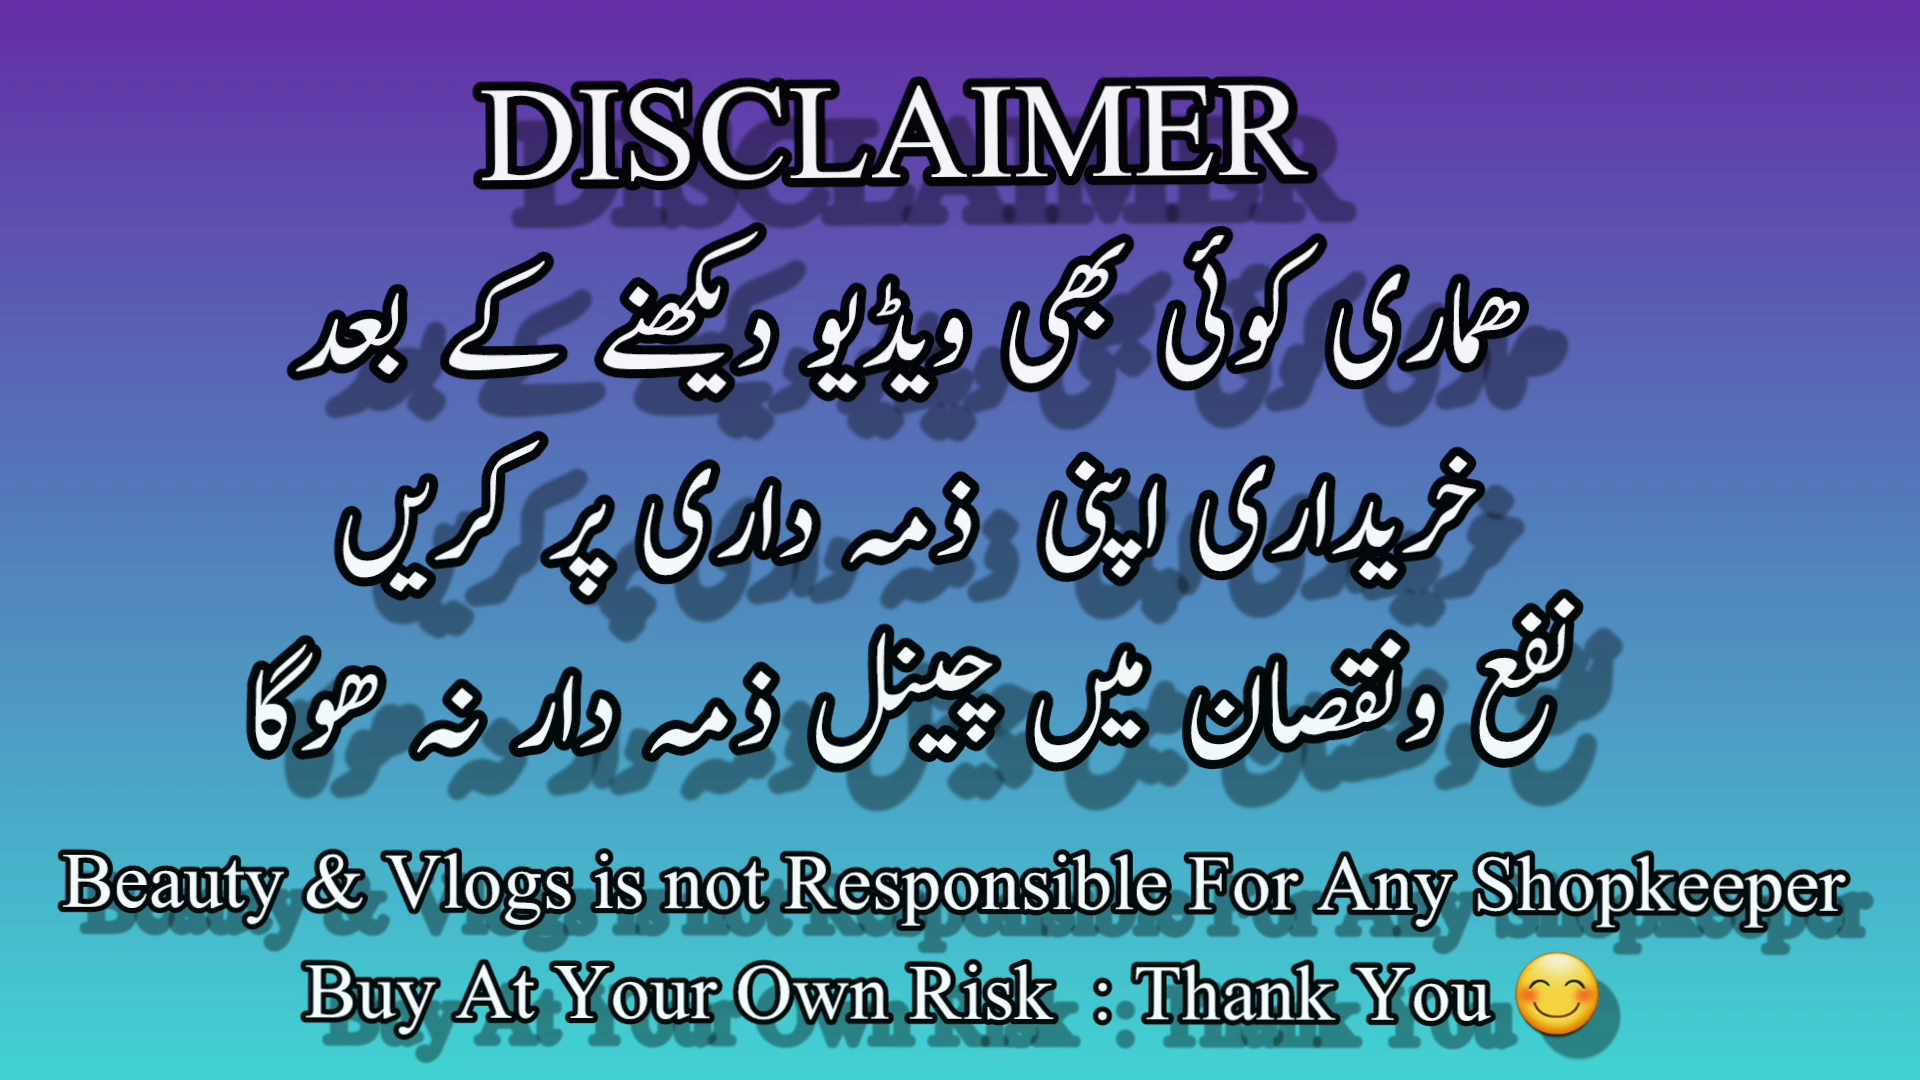 DISCLAIMER
ھماری کوئی بھی ویڈیو دیکھنے کے بعد
خریداری اپنی ذمہ داری پر کریں
نفع ونقصان میں چینل ذمہ دار نہ ھوگا
Beauty & Vlogs is not Responsible For Any Shopkeeper
Buy At Your Own Risk : Thank You 😊